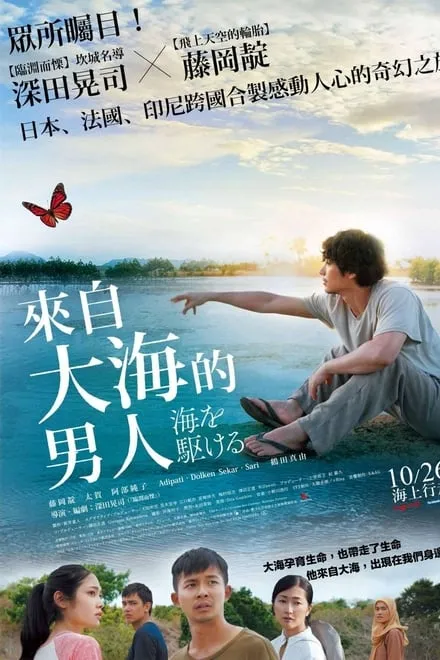 眾所矚目！
【臨淵而慄】坎城名導
深田晃司
×
【飛上天空的輪胎】
藤岡靛
日本、法國、印尼跨國合製感動人心的奇幻之旅
來自
大海的
男人
海を
駆ける
藤岡靛 太賀 阿部純子 Adipati・Dolken Sekar・Sari 鶴田真由
導演・編劇：深田晃司（『臨淵而慄』）
10/26
海上行走
大海孕育生命，也帶走了生命
他來自大海，出現在我們身邊